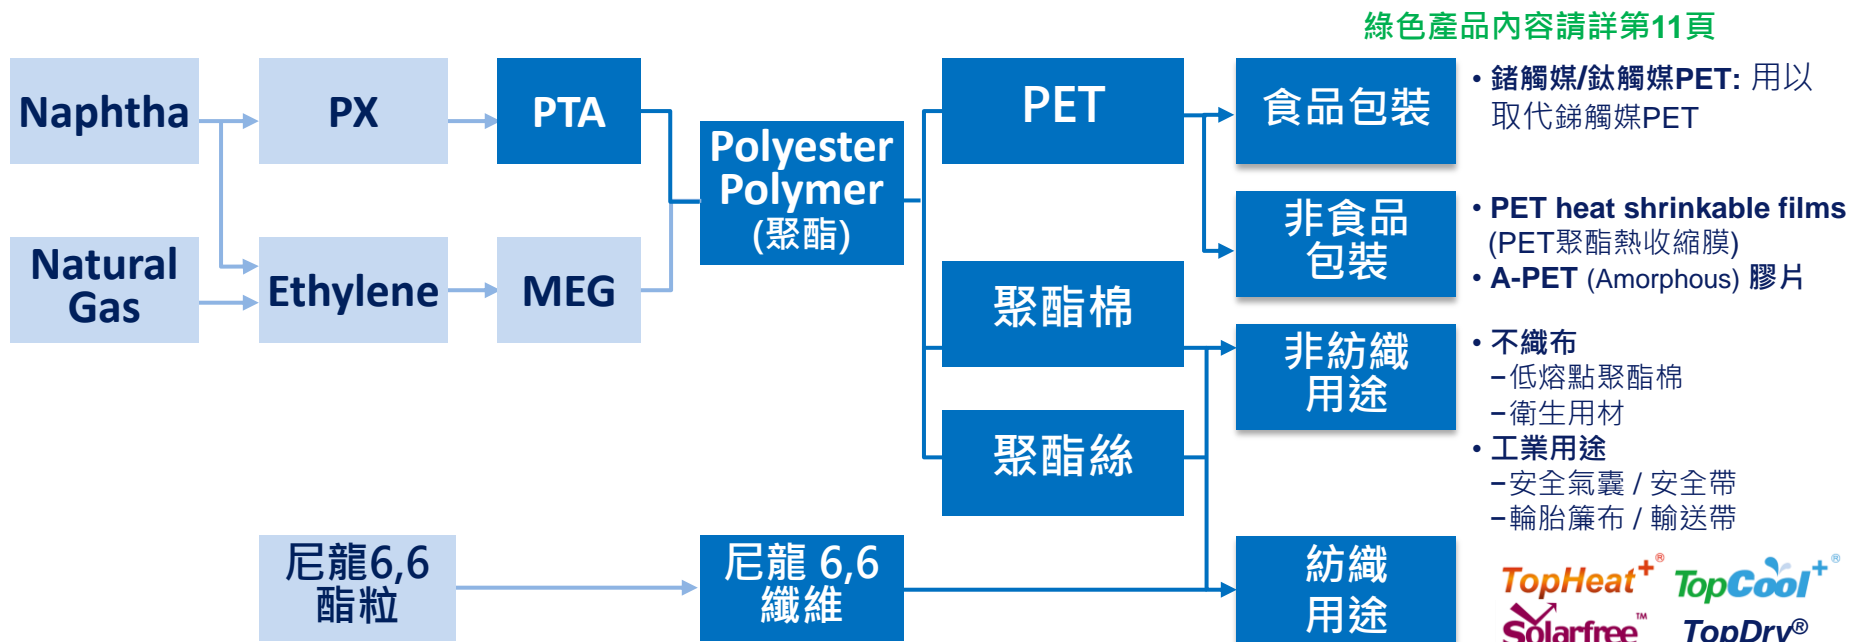 綠色產品內容請詳第11頁
Naphtha
PX
PTA
Natural
Gas
Ethylene
MEG
Polyester
Polymer
(聚酯)
PET
聚酯棉
聚酯絲
尼龍6,6
酯粒
尼龍 6,6
纖維
食品包裝
• 鍺觸媒/鈦觸媒PET: 用以
取代銻觸媒PET
非食品
包裝
• PET heat shrinkable films
(PET聚酯熱收縮膜)
• A-PET (Amorphous) 膠片
非紡織
用途
• 不織布
–低熔點聚酯棉
–衛生用材
• 工業用途
–安全氣囊 / 安全帶
–輪胎簾布 / 輸送帶
紡織
用途
TopHeat+®
TopCool+®
Solarfree™
TopDry®